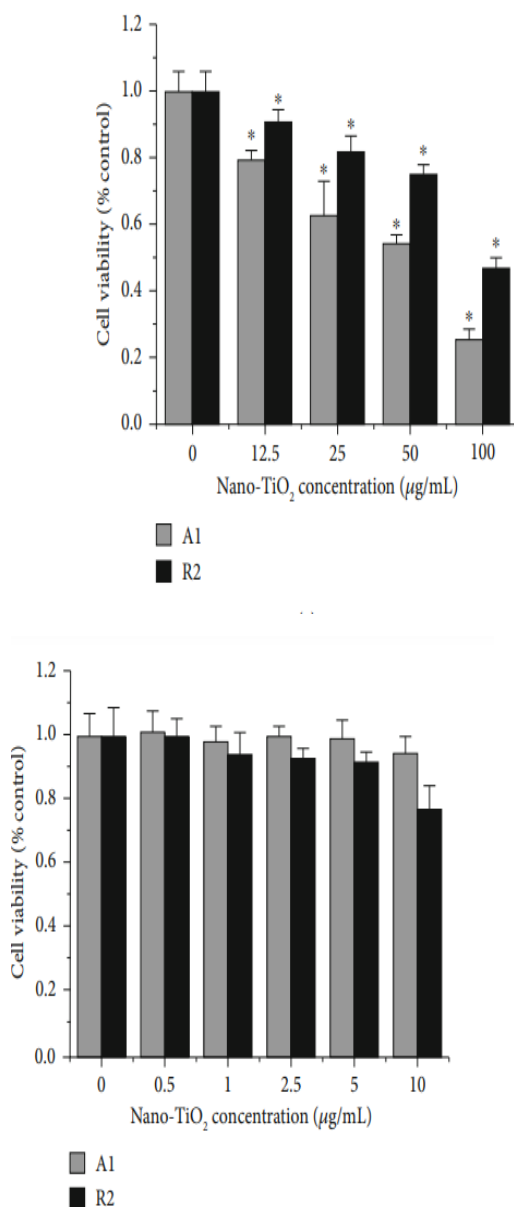 Cell viability (% control)
1.2
1.0
0.8
0.6
0.4
0.2
0.0
* * * * * * * *
0 12.5 25 50 100
Nano-TiO₂ concentration (μg/mL)
A1
R2
Cell viability (% control)
1.2
1.0
0.8
0.6
0.4
0.2
0.0
0 0.5 1 2.5 5 10
Nano-TiO₂ concentration (μg/mL)
A1
R2